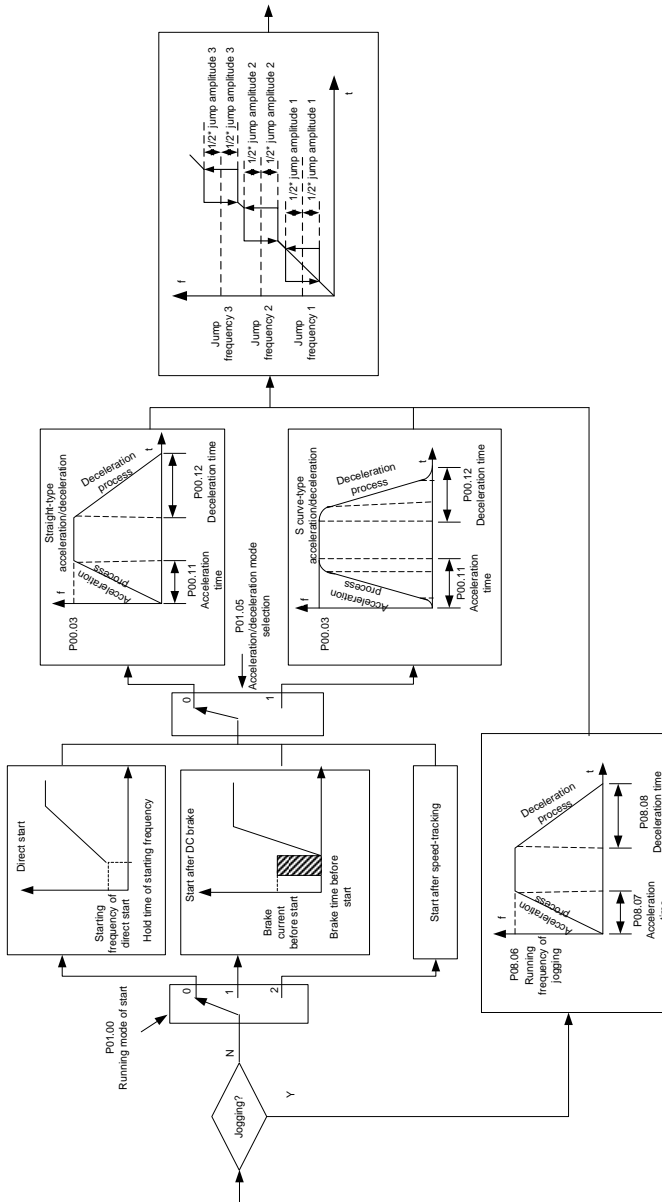 Jogging?
N
Y
P01.00
Running mode of start
0
1
2
Direct start
Starting
frequency of
direct start
Hold time of starting frequency
Start after DC brake
Brake
current
before start
Brake time before
start
Start after speed-tracking
0
1
P01.05
Acceleration/deceleration mode
selection
f
P00.03
Straight-type
acceleration/deceleration
Acceleration
process
Deceleration
process
t
P00.11
Acceleration
time
P00.12
Deceleration time
f
P00.03
S curve-type
acceleration/deceleration
Acceleration
process
Deceleration
process
t
P00.11
Acceleration
time
P00.12
Deceleration time
P08.06
Running
frequency of
jogging
f
Acceleration
process
Deceleration
process
t
P08.07
Acceleration
P08.08
Deceleration time
f
Jump
frequency 3
Jump
frequency 2
Jump
frequency 1
1/2* jump amplitude 3
1/2* jump amplitude 3
1/2* jump amplitude 2
1/2* jump amplitude 2
1/2* jump amplitude 1
1/2* jump amplitude 1
t